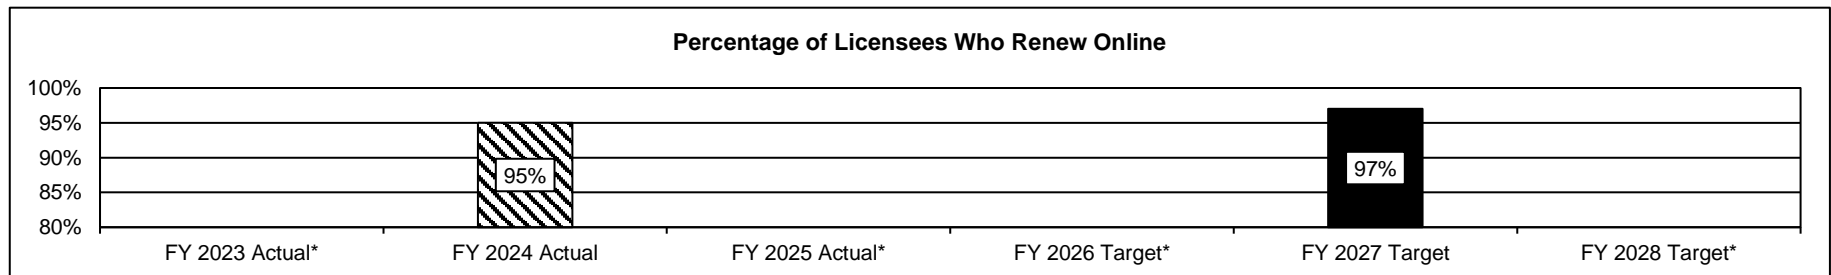 Percentage of Licensees Who Renew Online
100%
95%
90%
85%
80%
95%
97%
FY 2023 Actual*
FY 2024 Actual
FY 2025 Actual*
FY 2026 Target*
FY 2027 Target
FY 2028 Target*